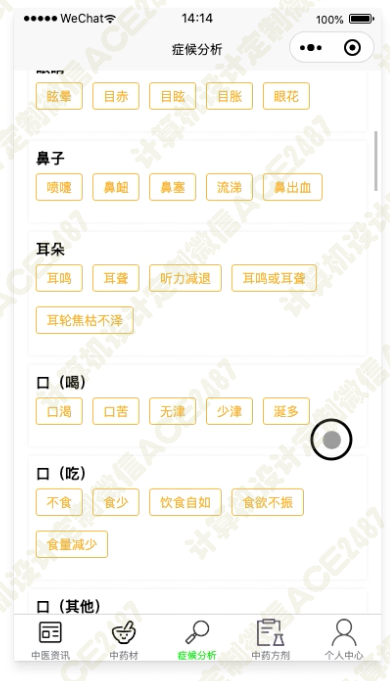 WeChat 14:14 100%
症候分析
眼睛
眩晕 目赤 目眩 目胀 眼花
鼻子
喷嚏 鼻衄 鼻塞 流涕 鼻出血
耳朵
耳鸣 耳聋 听力减退 耳鸣或耳聋
耳轮焦枯不泽
口（喝）
口渴 口苦 无津 少津 涎多
口（吃）
不食 食少 饮食自如 食欲不振
食量减少
口（其他）
中医资讯 中药材 症候分析 中药方剂 个人中心
计算机设计定制微信ACE2487